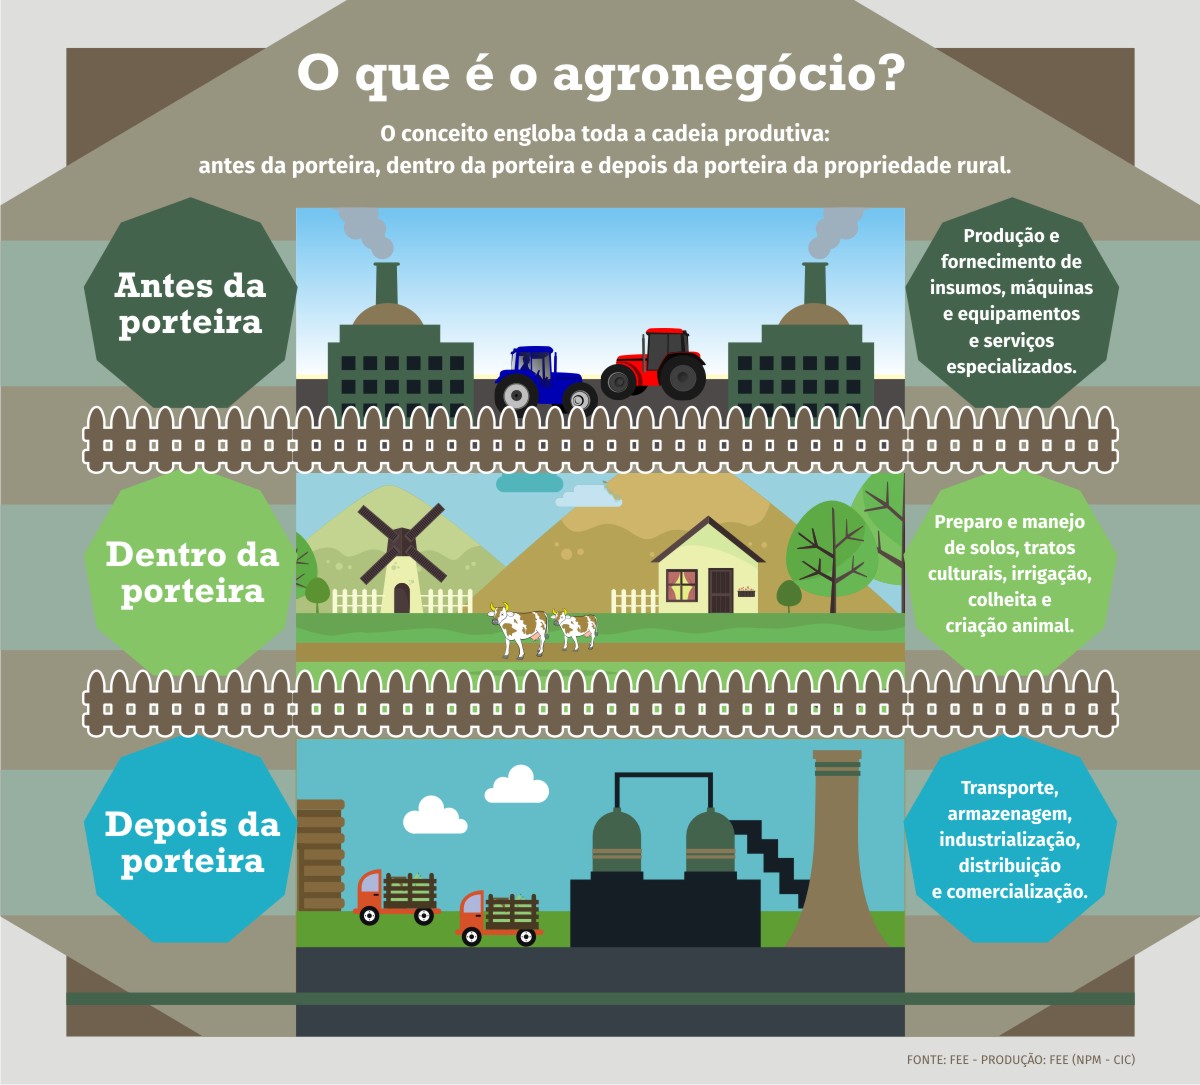 O que é o agronegócio?
O conceito engloba toda a cadeia produtiva:
antes da porteira, dentro da porteira e depois da porteira da propriedade rural.
Antes da
porteira
Produção e
fornecimento de
insumos, máquinas
e equipamentos
e serviços
especializados.
Dentro da
porteira
Preparo e manejo
de solos, tratos
culturais, irrigação,
colheita e
criação animal.
Depois da
porteira
Transporte,
armazenagem,
industrialização,
distribuição
e comercialização.
FONTE: FEE - PRODUÇÃO: FEE (NPM - CIC)